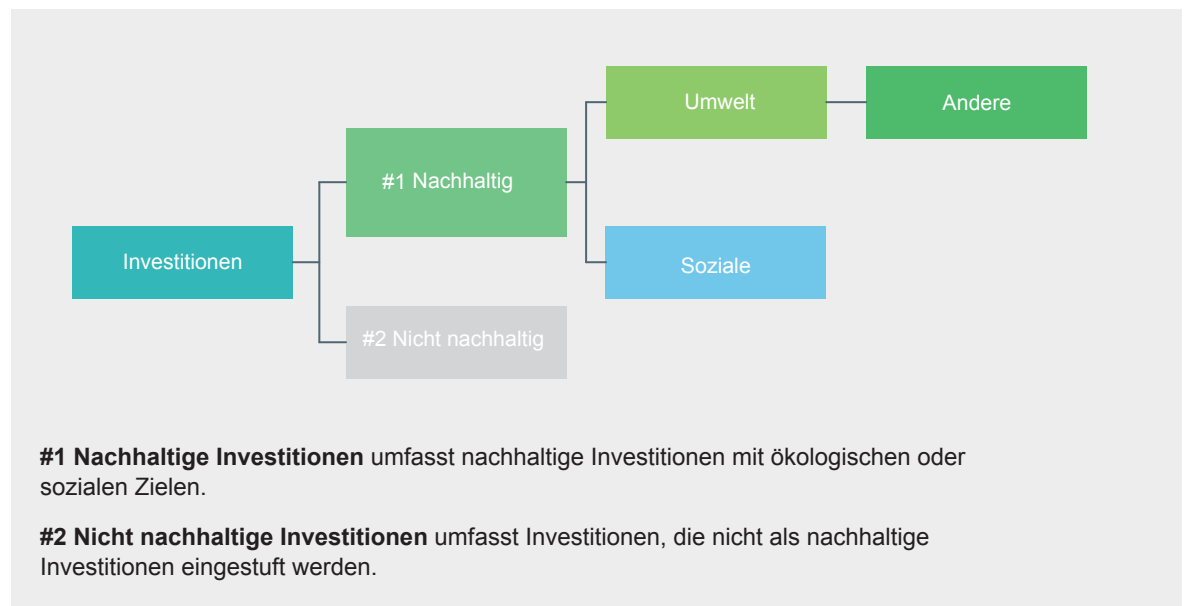 Umwelt
Andere
#1 Nachhaltig
Investitionen
Soziale
#2 Nicht nachhaltig
#1 Nachhaltige Investitionen umfasst nachhaltige Investitionen mit ökologischen oder
sozialen Zielen.
#2 Nicht nachhaltige Investitionen umfasst Investitionen, die nicht als nachhaltige
Investitionen eingestuft werden.